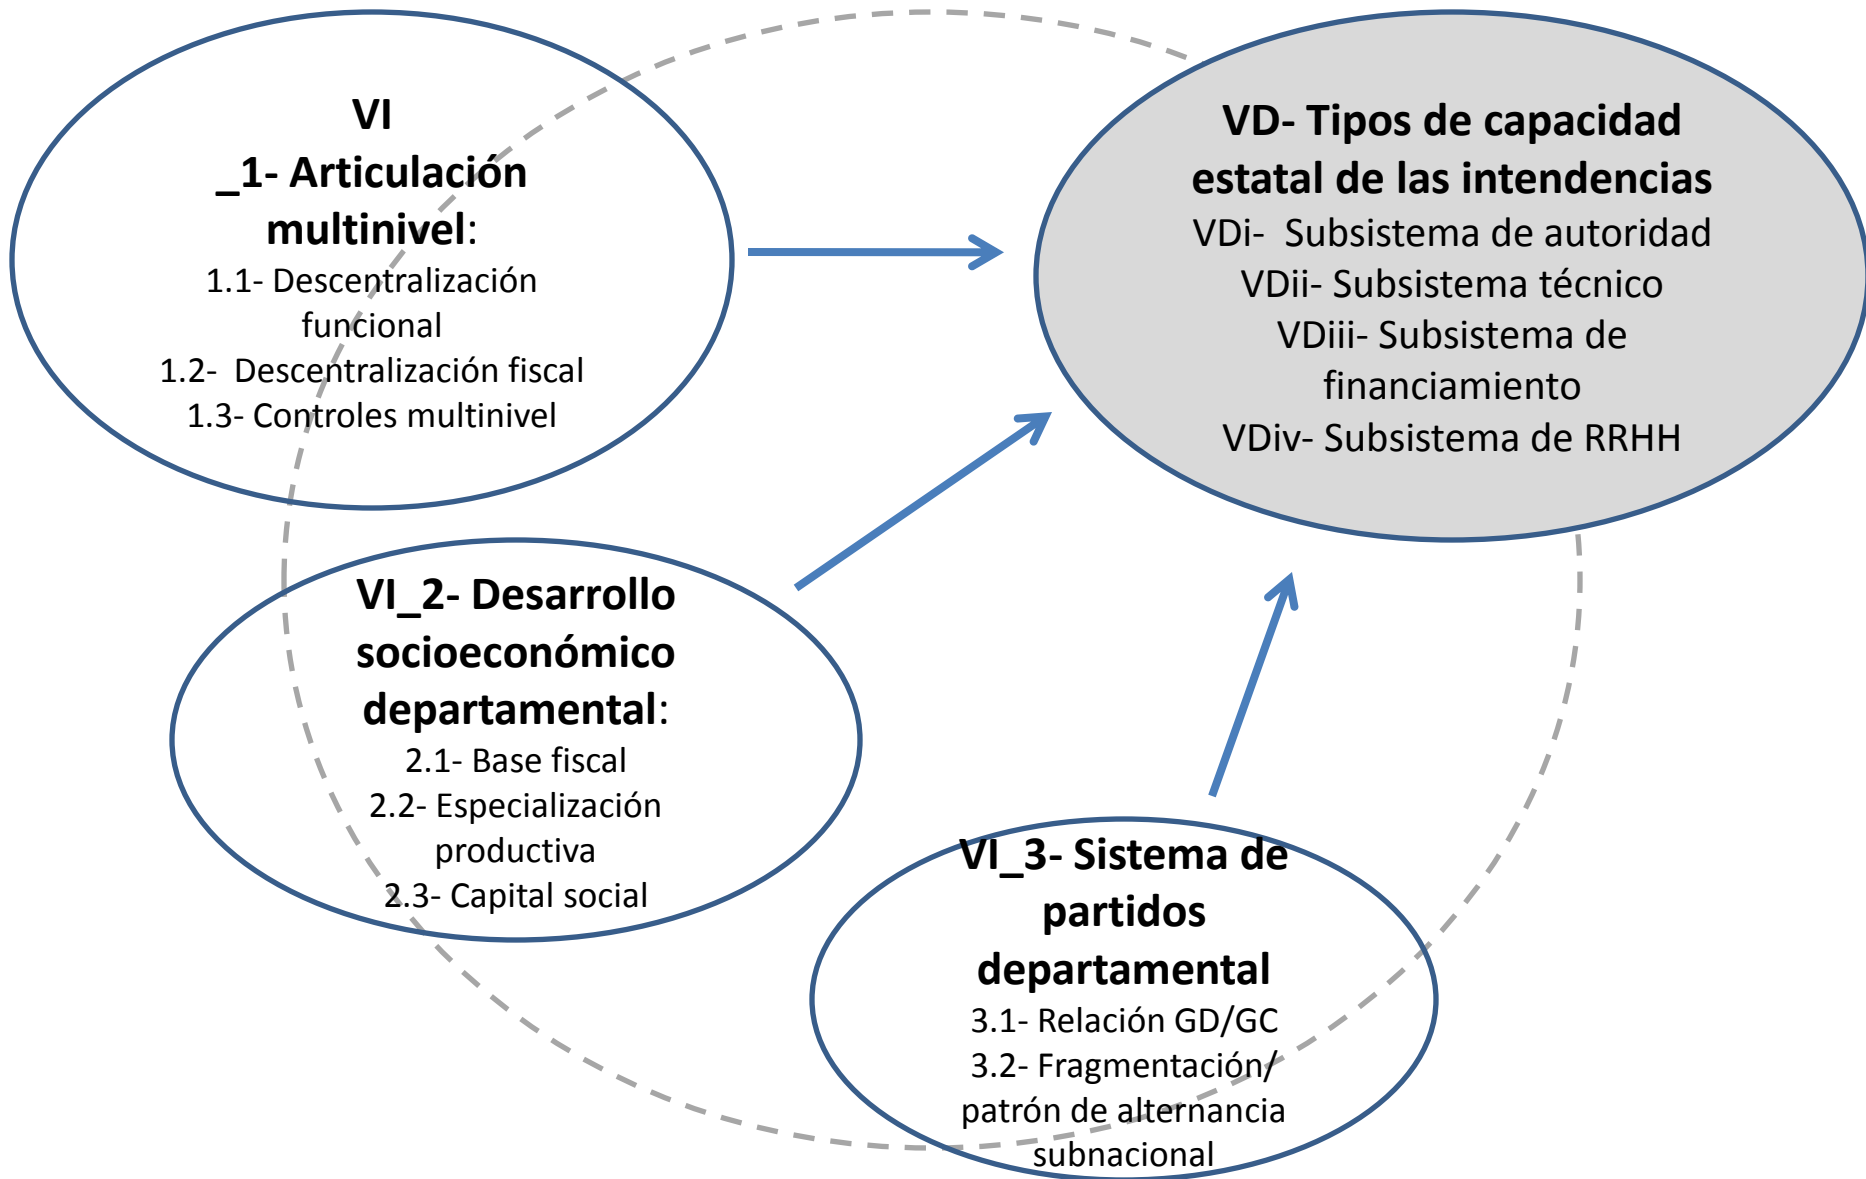 VI
_1- Articulación
multinivel:
1.1- Descentralización
funcional
1.2- Descentralización fiscal
1.3- Controles multinivel
VD- Tipos de capacidad
estatal de las intendencias
VDi- Subsistema de autoridad
VDii- Subsistema técnico
VDiii- Subsistema de
financiamiento
VDiv- Subsistema de RRHH
VI_2- Desarrollo
socioeconómico
departamental:
2.1- Base fiscal
2.2- Especialización
productiva
2.3- Capital social
VI_3- Sistema de
partidos
departamental
3.1- Relación GD/GC
3.2- Fragmentación/
patrón de alternancia
subnacional